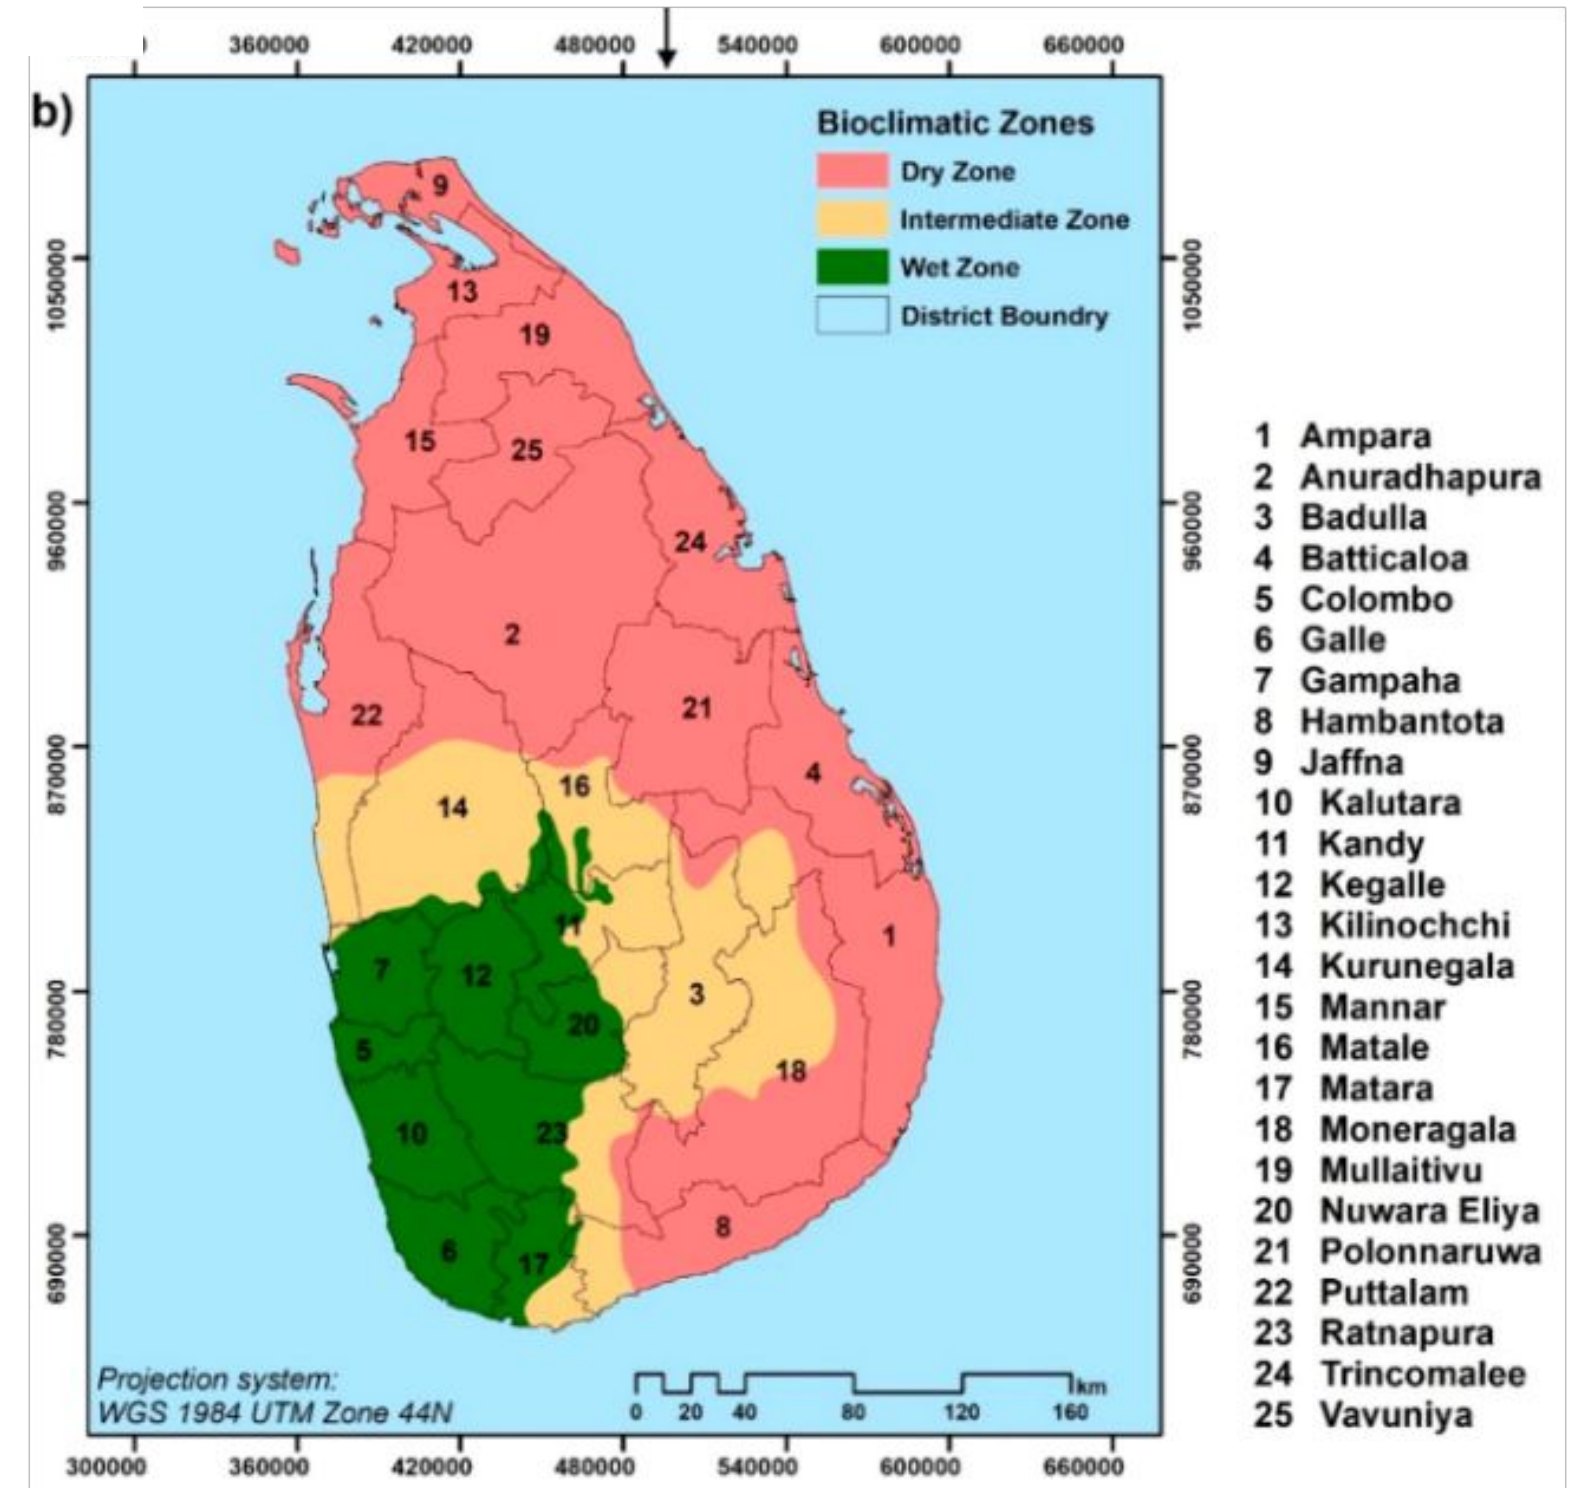 360000 420000 480000 540000 600000 660000
b)
Bioclimatic Zones
Dry Zone
Intermediate Zone
Wet Zone
District Boundry
1050000
960000
870000
780000
690000
1050000
960000
870000
780000
690000
9
13
19
15
25
24
2
21
22
4
16
14
11
1
7
12
3
20
5
18
10
23
8
6
17
Projection system:
WGS 1984 UTM Zone 44N
km
0 20 40 80 120 160
300000 360000 420000 480000 540000 600000 660000
1 Ampara
2 Anuradhapura
3 Badulla
4 Batticaloa
5 Colombo
6 Galle
7 Gampaha
8 Hambantota
9 Jaffna
10 Kalutara
11 Kandy
12 Kegalle
13 Kilinochchi
14 Kurunegala
15 Mannar
16 Matale
17 Matara
18 Moneragala
19 Mullaitivu
20 Nuwara Eliya
21 Polonnaruwa
22 Puttalam
23 Ratnapura
24 Trincomalee
25 Vavuniya